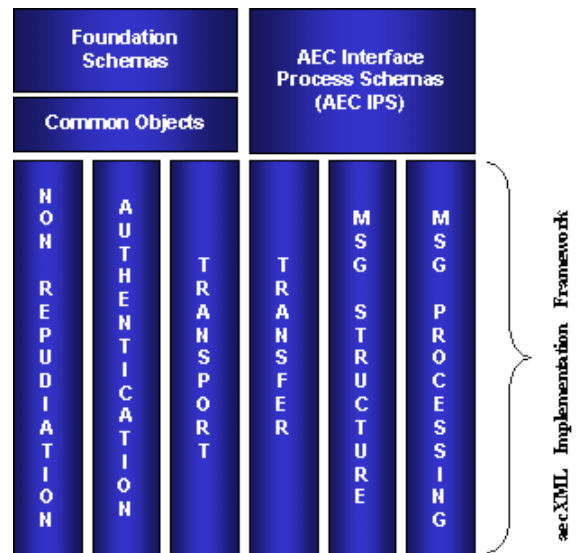 Foundation
Schemas
AEC Interface
Process Schemas
(AEC IPS)
Common Objects
NON REPUDIATION
AUTHENTICATION
TRANSPORT
TRANSFER
MSG STRUCTURE
MSG PROCESSING
aecXML Implementation Framework